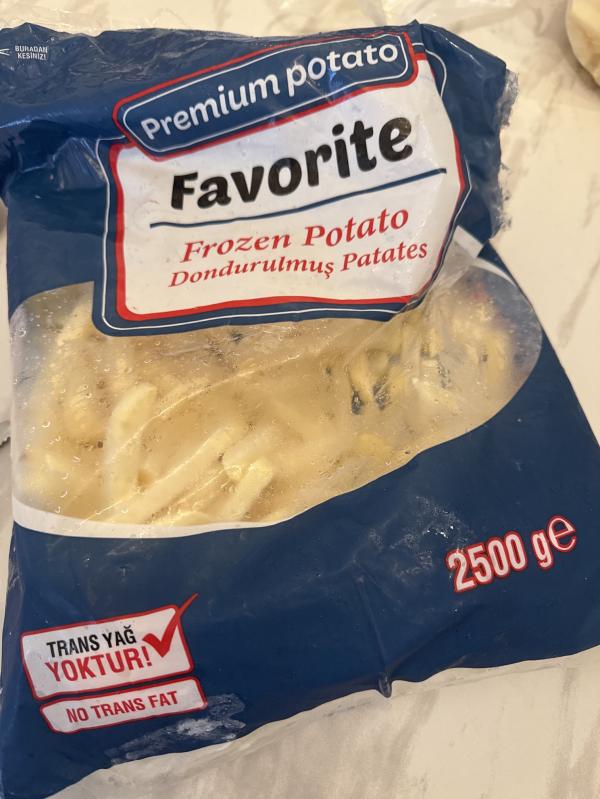 BURADAN
KESİNİZ!
Premium potato
Favorite
Frozen Potato
Dondurulmuş Patates
2500 g e
TRANS YAĞ
YOKTUR!
NO TRANS FAT